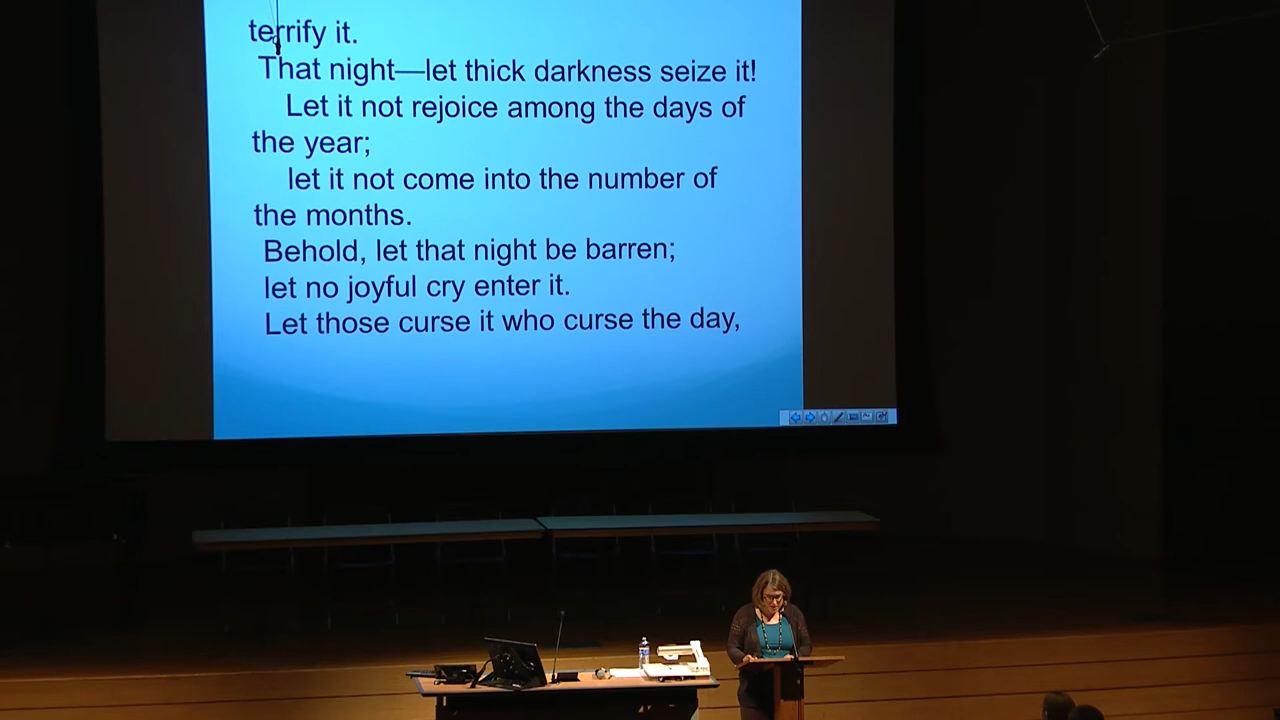 terrify it.
That night—let thick darkness seize it!
Let it not rejoice among the days of
the year;
let it not come into the number of
the months.
Behold, let that night be barren;
let no joyful cry enter it.
Let those curse it who curse the day,